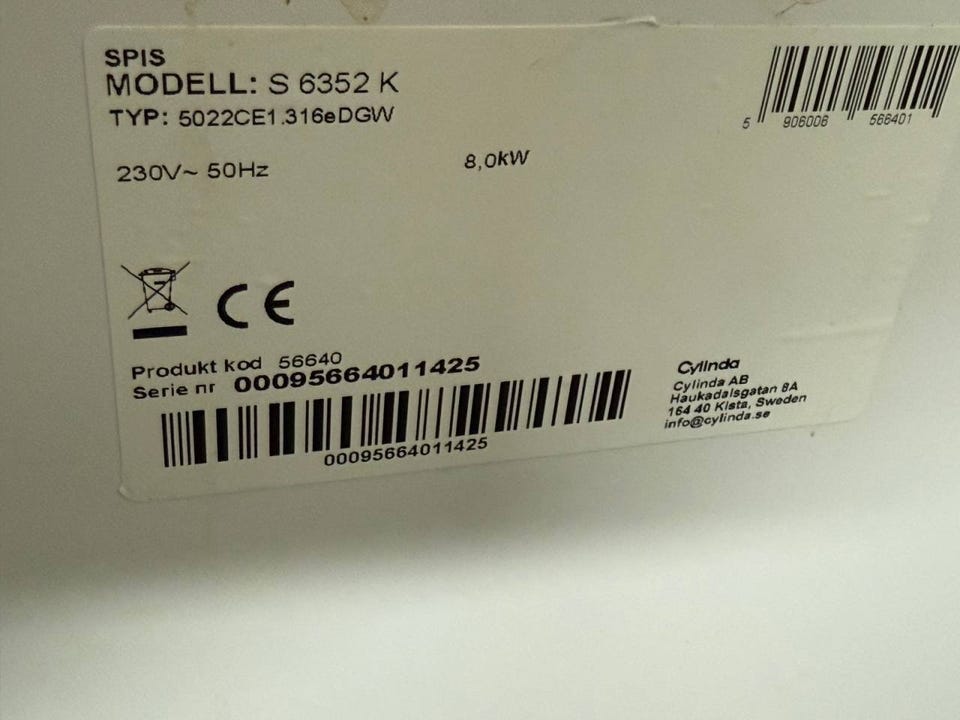 SPIS
MODELL: S 6352 K
TYP: 5022CE1.316eDGW
230V~ 50Hz
8,0kW
5 906006 566401
CE
Produkt kod 56640
Serie nr 00095664011425
00095664011425
Cylinda
Cylinda AB
Haukadalsgatan 8A
164 40 Kista, Sweden
info@cylinda.se